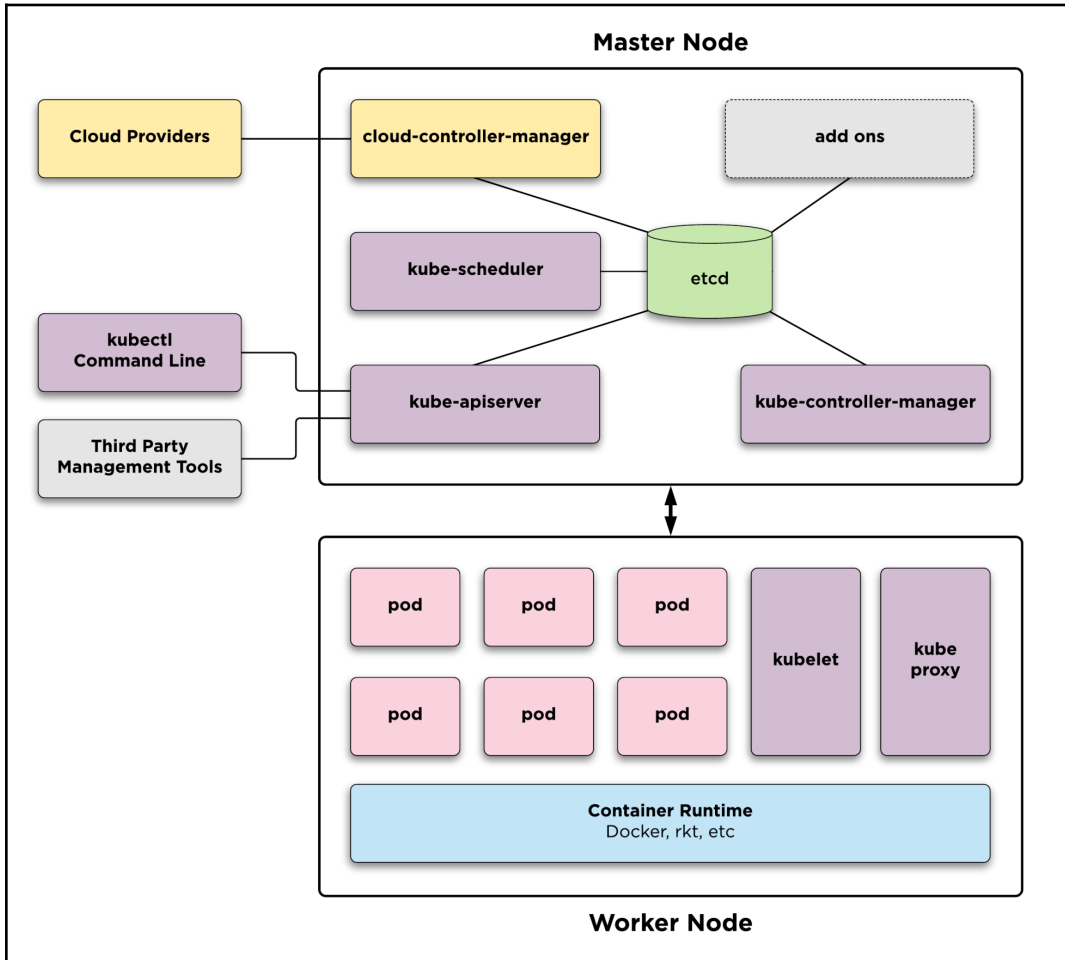 Master Node
Cloud Providers
cloud-controller-manager
add ons
kube-scheduler
etcd
kubectl
Command Line
kube-apiserver
kube-controller-manager
Third Party
Management Tools
pod
pod
pod
kubelet
kube
proxy
pod
pod
pod
Container Runtime
Docker, rkt, etc
Worker Node